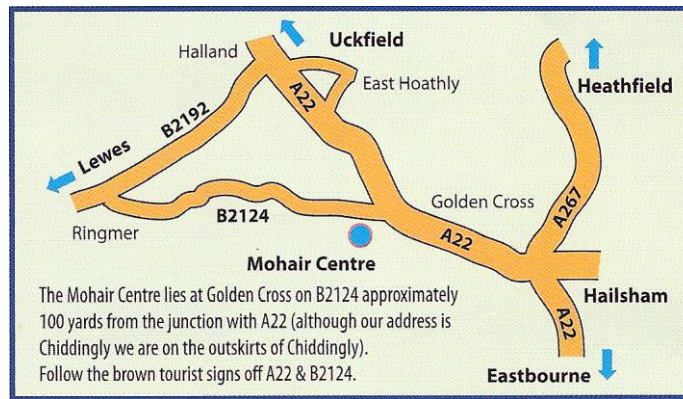 Uckfield
Halland
East Hoathly
Heathfield
A22
B2192
Lewes
Golden Cross
A267
B2124
Ringmer
A22
Mohair Centre
Hailsham
A22
Eastbourne
The Mohair Centre lies at Golden Cross on B2124 approximately
100 yards from the junction with A22 (although our address is
Chiddingly we are on the outskirts of Chiddingly).
Follow the brown tourist signs off A22 & B2124.